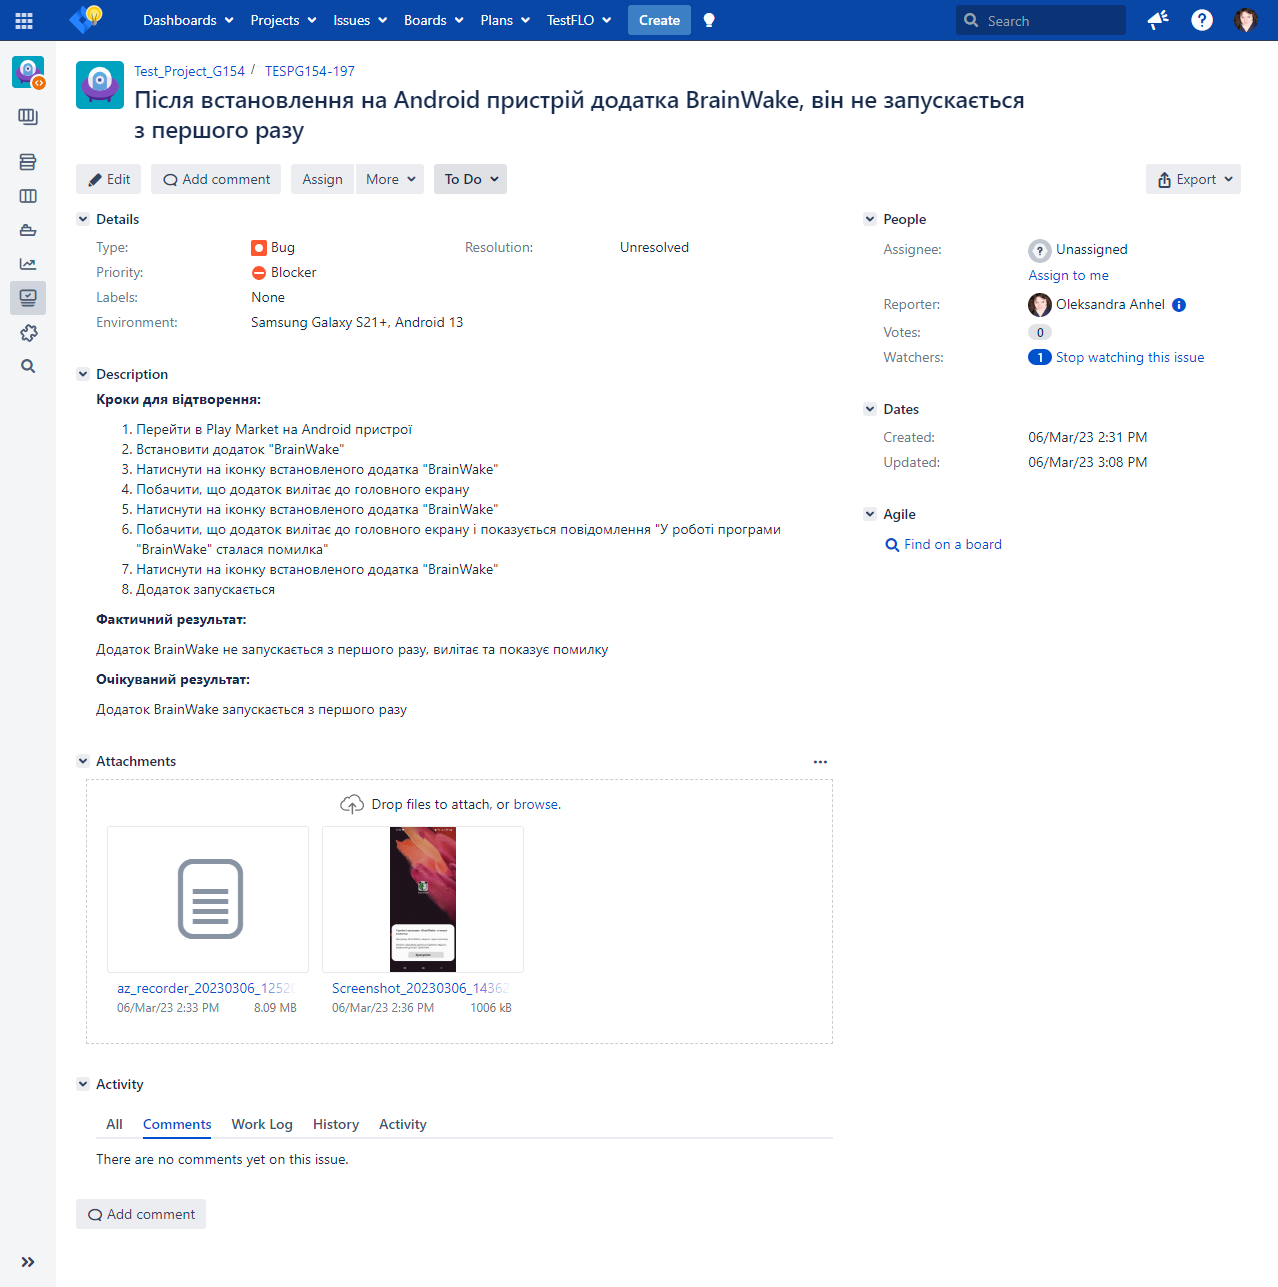 Dashboards Projects Issues Boards Plans TestFLO Create Search
Test_Project_G154 / TESPG154-197
Після встановлення на Android пристрій додатка BrainWake, він не запускається
з першого разу
Edit Add comment Assign More To Do Export
Details
Type: Bug Resolution: Unresolved
Priority: Blocker
Labels: None
Environment: Samsung Galaxy S21+, Android 13
Description
Кроки для відтворення:
1. Перейти в Play Market на Android пристрої
2. Встановити додаток "BrainWake"
3. Натиснути на іконку встановленого додатка "BrainWake"
4. Побачити, що додаток вилітає до головного екрану
5. Натиснути на іконку встановленого додатка "BrainWake"
6. Побачити, що додаток вилітає до головного екрану і показується повідомлення "У роботі програми
"BrainWake" сталася помилка"
7. Натиснути на іконку встановленого додатка "BrainWake"
8. Додаток запускається
Фактичний результат:
Додаток BrainWake не запускається з першого разу, вилітає та показує помилку
Очікуваний результат:
Додаток BrainWake запускається з першого разу
Attachments
Drop files to attach, or browse.
az_recorder_20230306_1252
06/Mar/23 2:33 PM 8.09 MB
Screenshot_20230306_14362
06/Mar/23 2:36 PM 1006 kB
Activity
All Comments Work Log History Activity
There are no comments yet on this issue.
Add comment
People
Assignee: Unassigned
Assign to me
Reporter: Oleksandra Anhel
Votes: 0
Watchers: 1 Stop watching this issue
Dates
Created: 06/Mar/23 2:31 PM
Updated: 06/Mar/23 3:08 PM
Agile
Find on a board